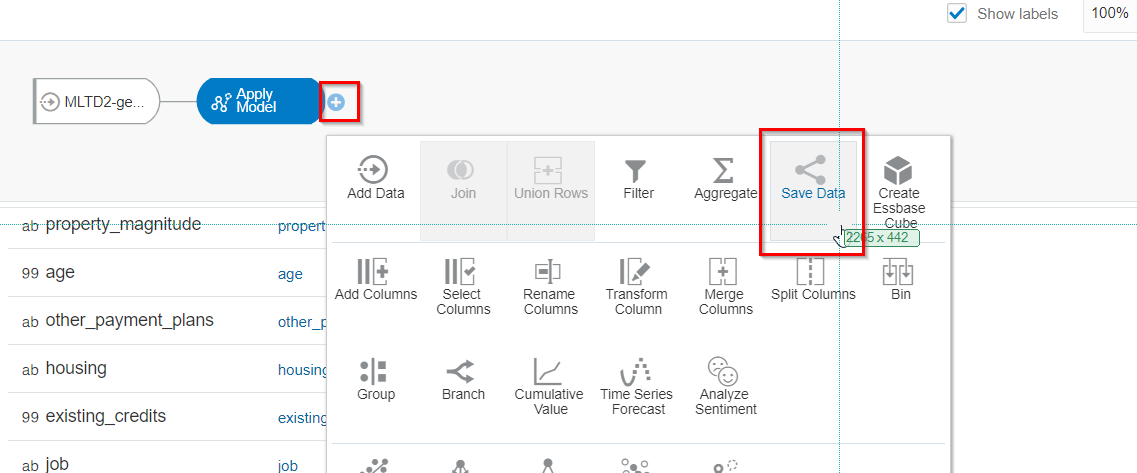 Show labels
100%
MLTD2-ge...
Apply
Model
Add Data
Join
Union Rows
Filter
Aggregate
Save Data
Create
Essbase
Cube
2265 x 442
ab property_magnitude
propert
99 age
age
ab other_payment_plans
other_p
ab housing
housing
99 existing_credits
existing
ab job
job
Add Columns
Select
Columns
Rename
Columns
Transform
Column
Merge
Columns
Split Columns
Bin
Group
Branch
Cumulative
Value
Time Series
Forecast
Analyze
Sentiment